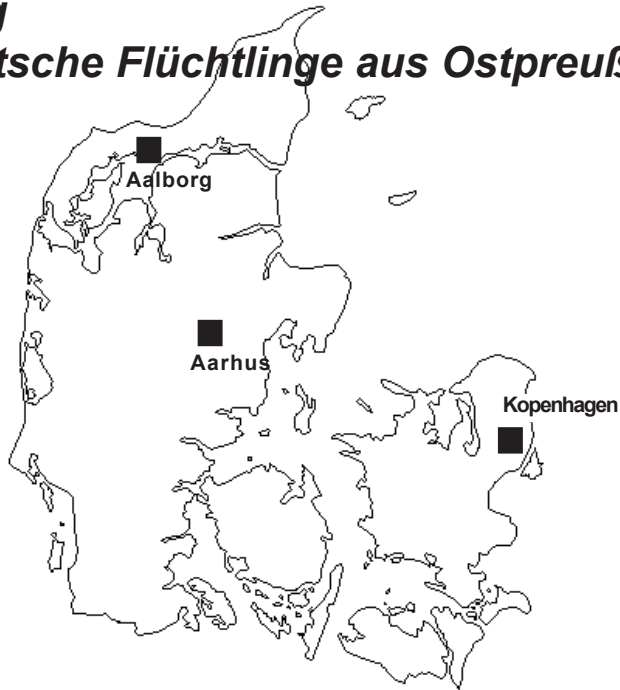 g
tsche Flüchtlinge aus Ostpreuß
Aalborg
Aarhus
Kopenhagen